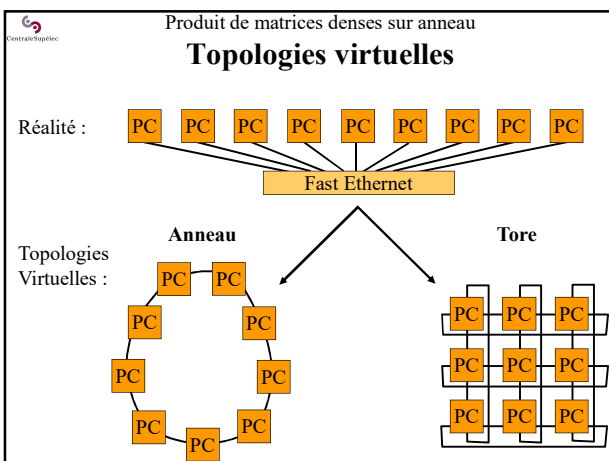 CentraleSupélec
Produit de matrices denses sur anneau
Topologies virtuelles
Réalité :
PC PC PC PC PC PC PC PC PC
Fast Ethernet
Topologies
Virtuelles :
Anneau
PC PC
PC PC
PC PC
PC PC
PC
Tore
PC PC PC
PC PC PC
PC PC PC